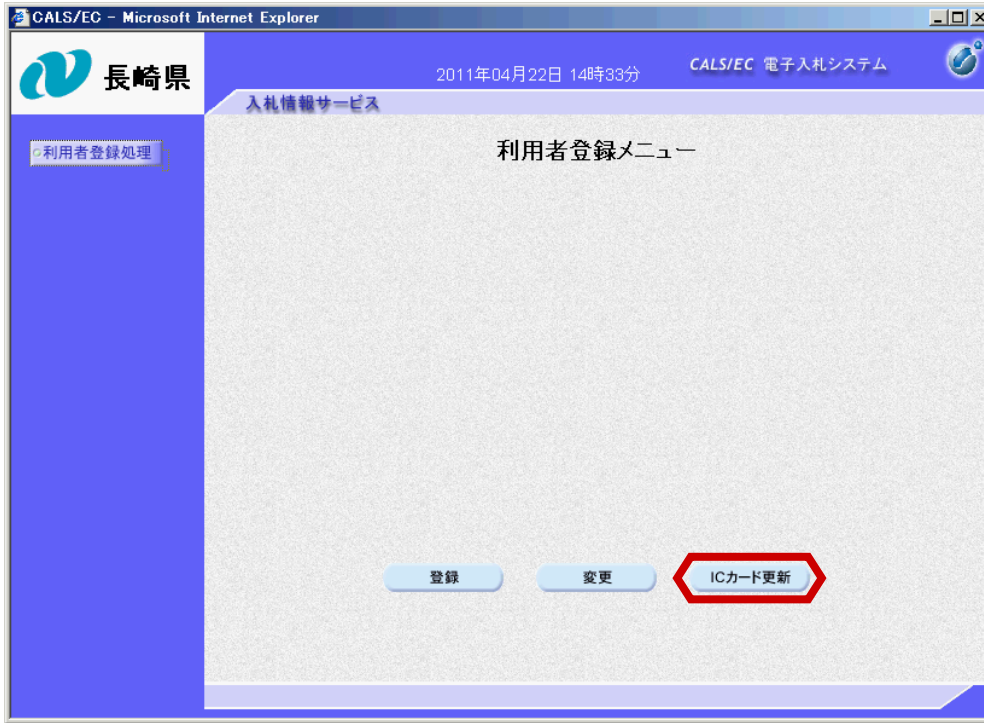 CALS/EC - Microsoft Internet Explorer
長崎県
2011年04月22日 14時33分
CALS/EC 電子入札システム
入札情報サービス
利用者登録処理
利用者登録メニュー
登録
変更
ICカード更新